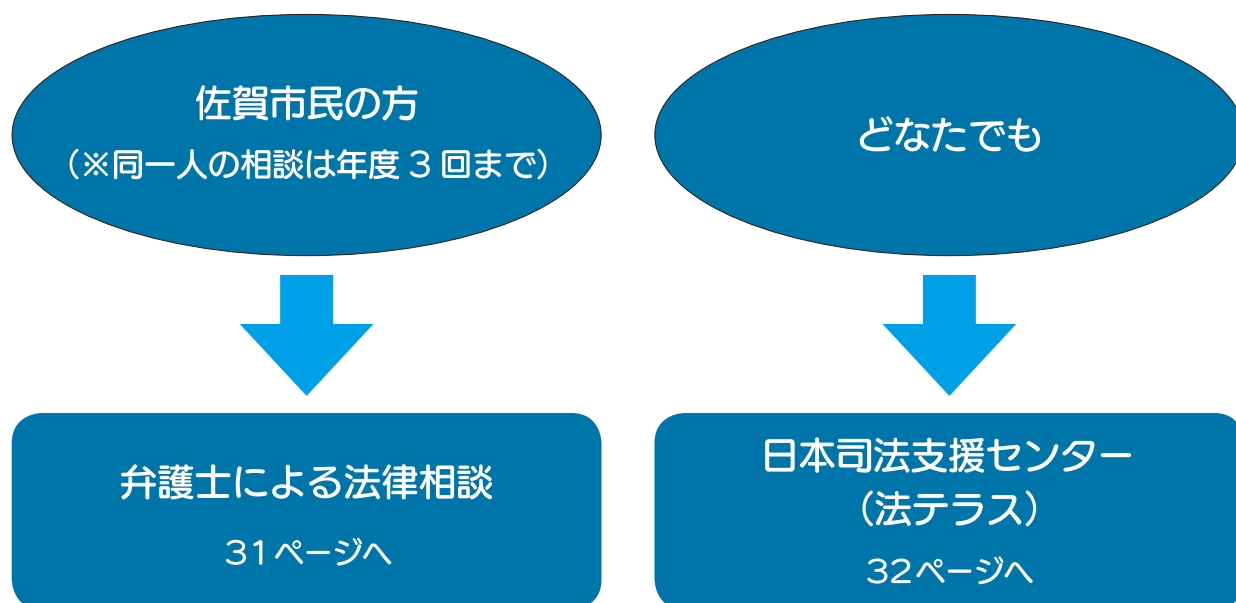 佐賀市民の方
(※同一人の相談は年度3回まで)
弁護士による法律相談
31ページへ
どなたでも
日本司法支援センター
(法テラス)
32ページへ